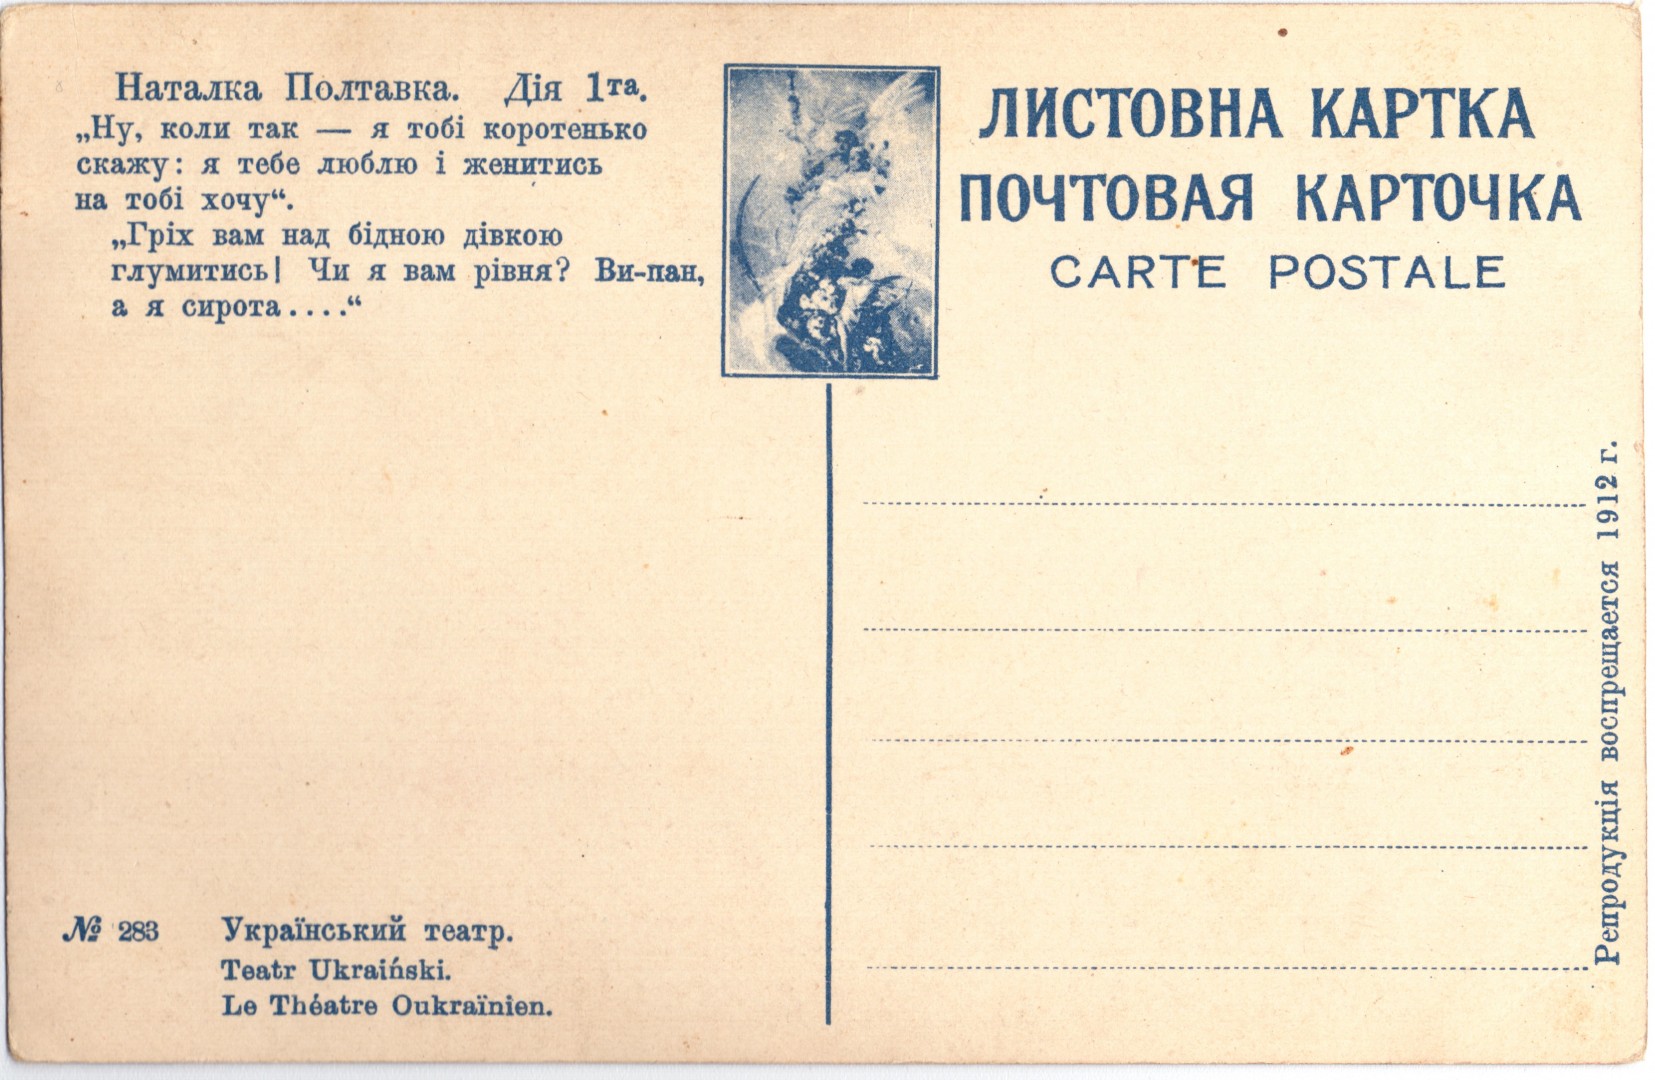 Наталка Полтавка. Дія 1та.
„Ну, коли так — я тобі коротенько
скажу: я тебе люблю і женитись
на тобі хочу“.
„Гріх вам над бідною дівкою
глумитись! Чи я вам рівня? Ви-пан,
а я сирота....“
ЛИСТОВНА КАРТКА
ПОЧТОВАЯ КАРТОЧКА
CARTE POSTALE
Репродукція воспрещается 1912 г.
№ 283 Український театр.
Teatr Ukraiński.
Le Théatre Oukraïnien.